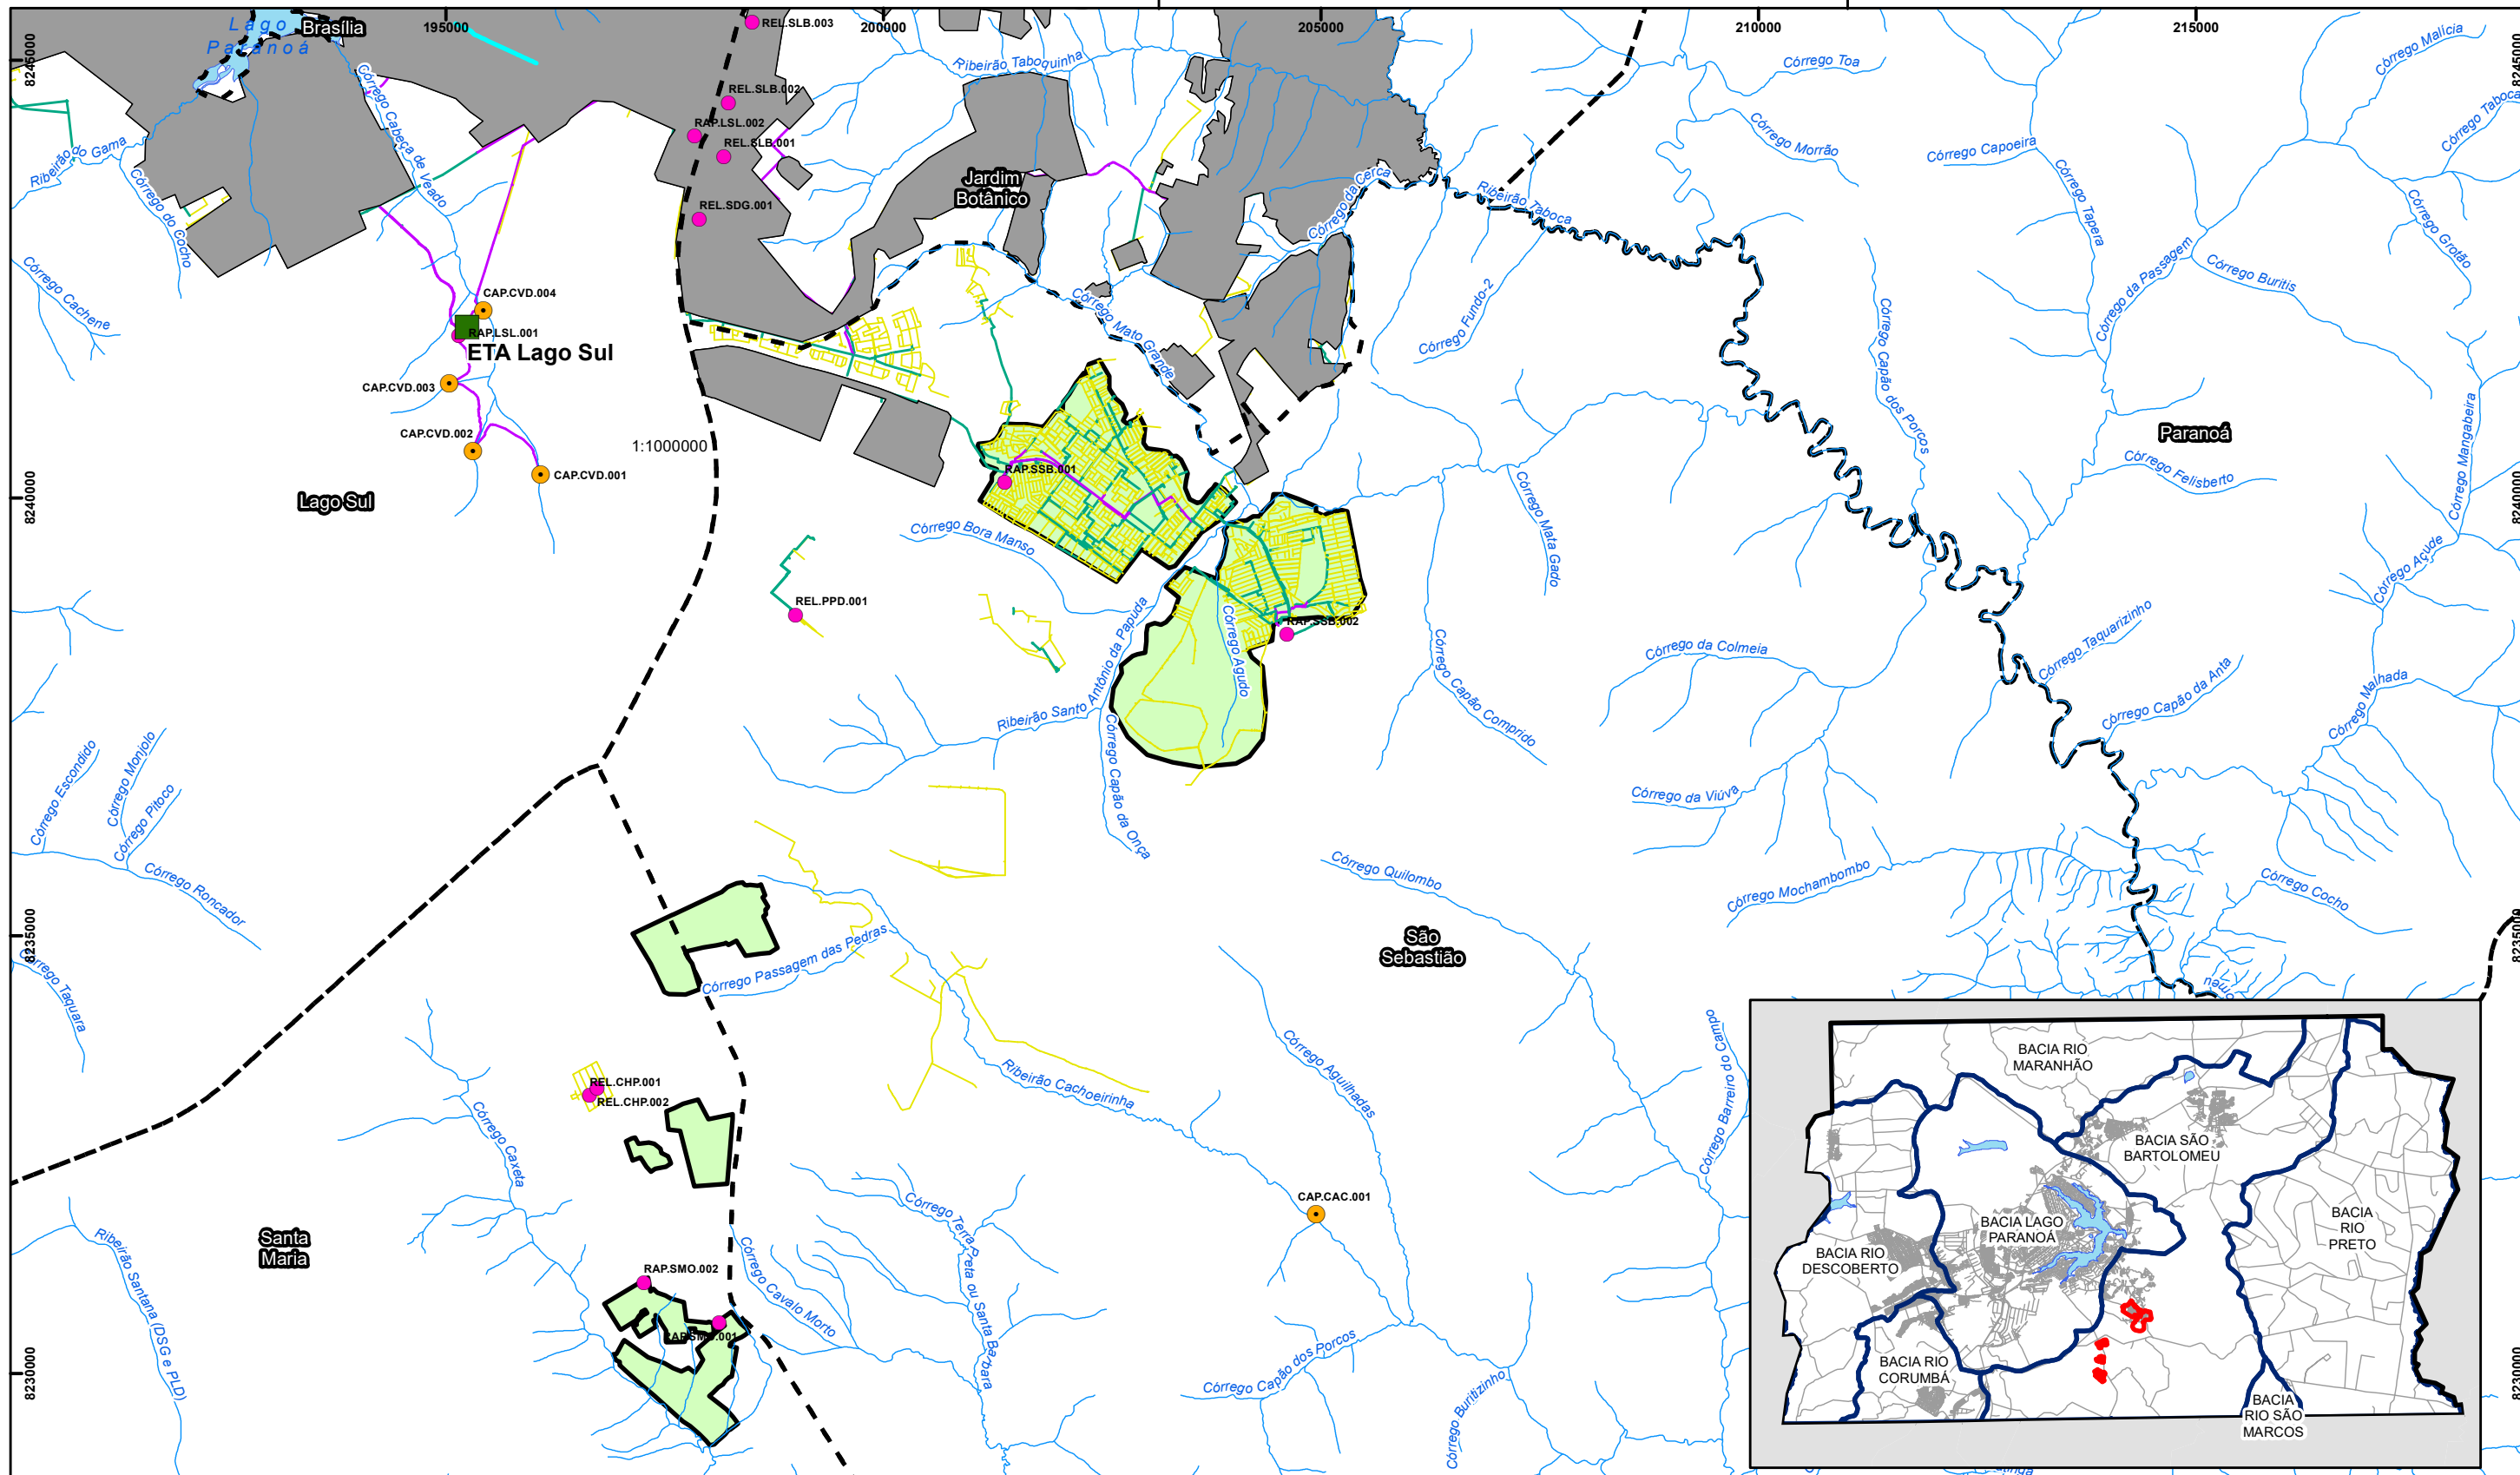 Lago
Paranoá
Brasília
195000
REL.SLB.003
200000
205000
210000
215000
8245000
8245000
Ribeirão Taboquinha
Córrego Toa
Córrego Malícia
Córrego Taboca
Córrego Cabeça de Veado
REL.SLB.002
RAP.LSL.002
REL.SLB.001
Ribeirão do Gama
Córrego do Cocho
Jardim
Botânico
Córrego da Cerca
Ribeirão Taboca
Córrego Morrão
Córrego Capoeira
Córrego Tapera
Córrego Grotão
REL.SDG.001
Córrego Cachene
CAP.CVD.004
RAP.LSL.001
ETA Lago Sul
Córrego Mato Grande
Córrego Fundo-2
Córrego da Passagem
Córrego Buritis
Córrego Capão dos Porcos
CAP.CVD.003
CAP.CVD.002
CAP.CVD.001
1:1000000
RAP.SSB.001
Paranoá
Córrego Mangabeira
Córrego Felisberto
Lago Sul
8240000
8240000
Córrego Bora Manso
Córrego Mata Gado
Córrego Açude
REL.PPD.001
RAP.SSB.002
Córrego Agudo
Ribeirão Santo Antônio da Papuda
Córrego Capão Comprido
Córrego da Colmeia
Córrego Taquarizinho
Córrego Capão da Anta
Córrego Malhada
Córrego Escondido
Córrego Monjolo
Córrego Pitoco
Córrego Capão da Onça
Córrego da Viúva
Córrego Roncador
Córrego Quilombo
Córrego Mochambombo
Córrego Cocho
8235000
8235000
Córrego Taquara
Córrego Passagem das Pedras
São
Sebastião
Córrego Barreiro do Campo
REL.CHP.001
REL.CHP.002
Córrego Caxeta
Ribeirão Cachoeirinha
Córrego Aguilhadas
CAP.CAC.001
Santa
Maria
Ribeirão Santana (DSG e PLD)
Córrego Terra Preta ou Santa Bárbara
RAP.SMO.002
RAP.SMO.001
Córrego Cavalo Morto
Córrego Capão dos Porcos
Córrego Buritizinho
8230000
8230000
BACIA RIO
MARANHÃO
BACIA SÃO
BARTOLOMEU
BACIA LAGO
PARANOÁ
BACIA
RIO
PRETO
BACIA RIO
DESCOBERTO
BACIA RIO
CORUMBÁ
BACIA
RIO SÃO
MARCOS